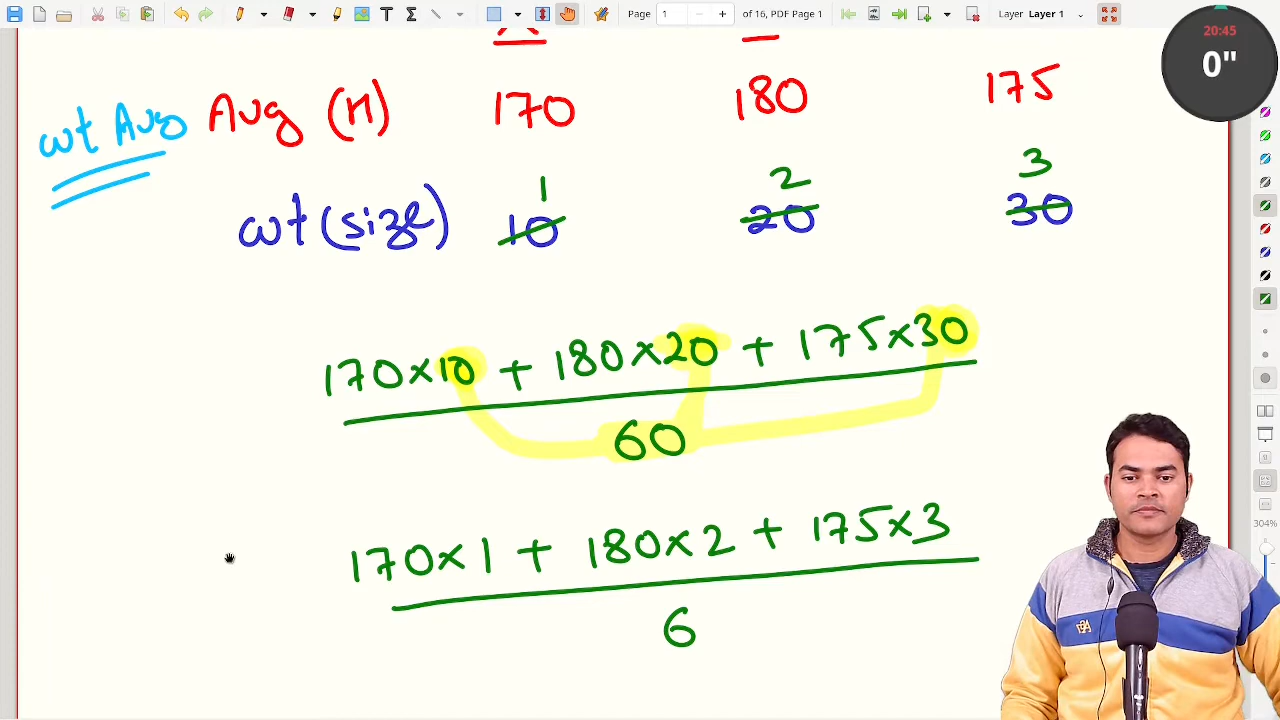 Page 1 of 16, PDF Page 1 Layer Layer 1
20:45
0"
wt Avg Avg (H) 170 180 175
1 2 3
wt (size) 10 20 30
170×10 + 180×20 + 175×30
60
170×1 + 180×2 + 175×3
6
304%